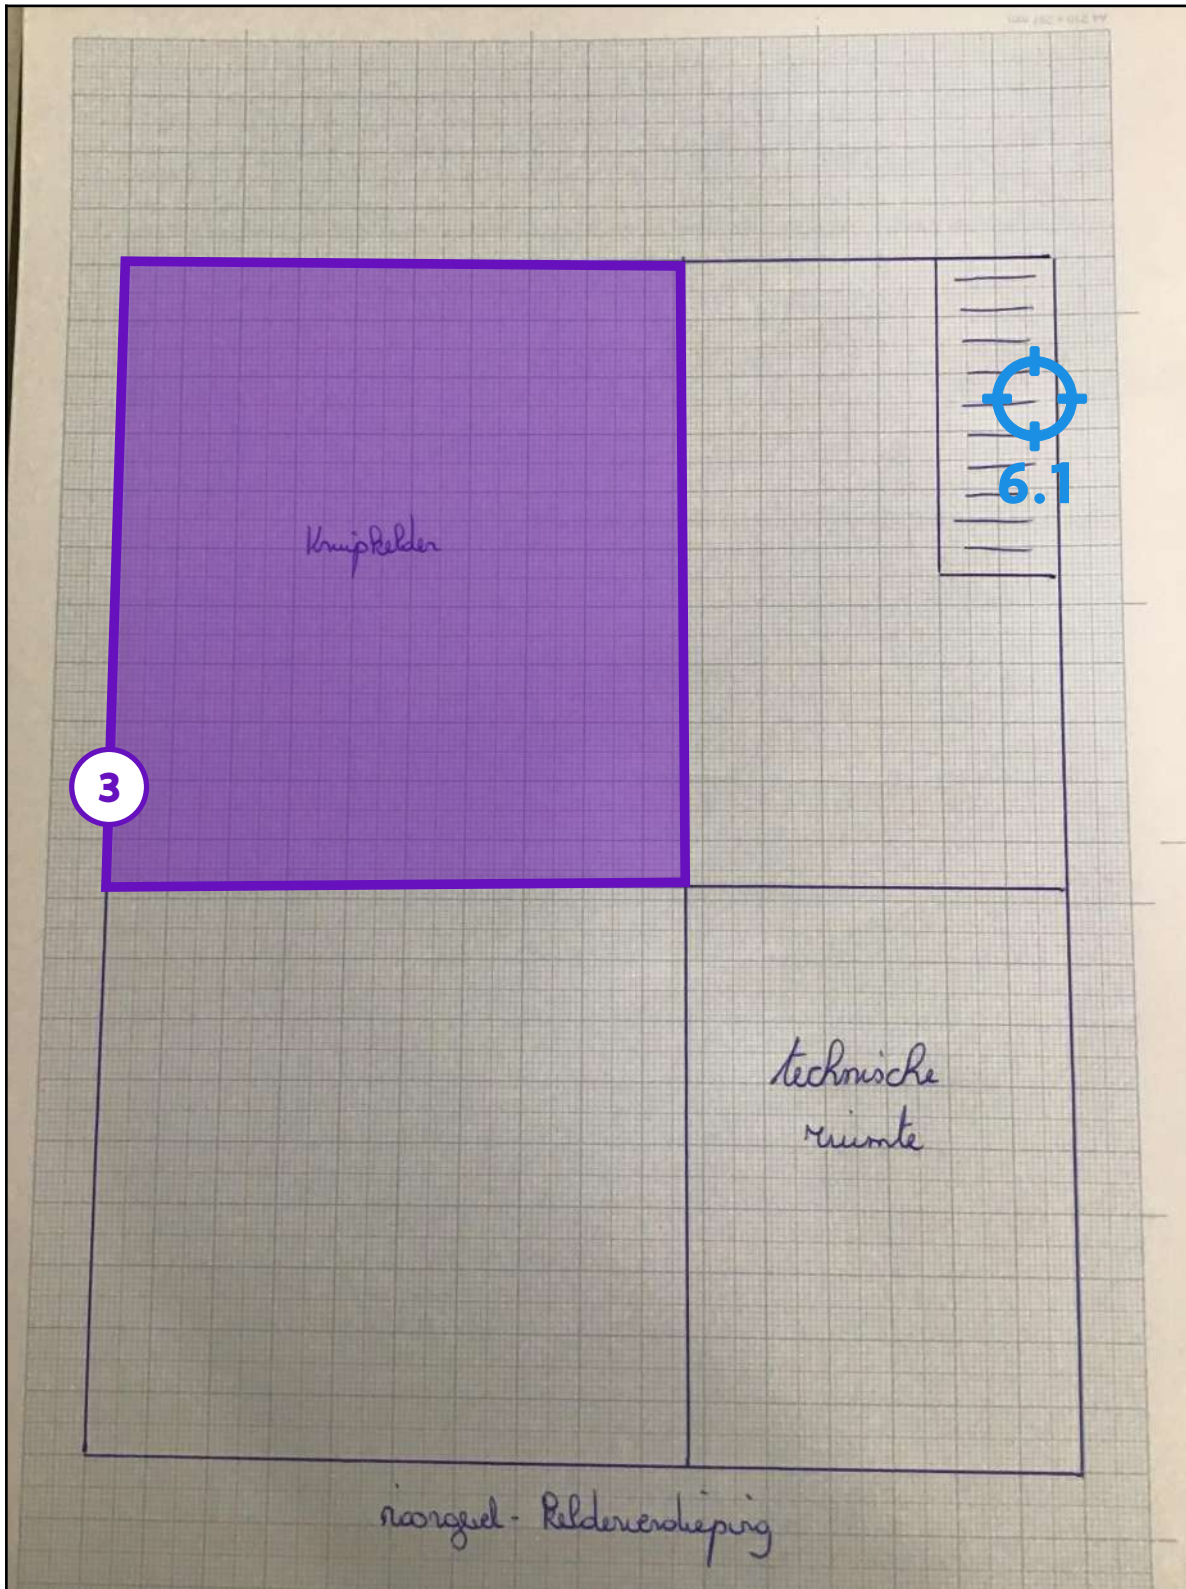 Kruipkelder
6.1
3
technische
ruimte
voorgevel - Kelderverdieping